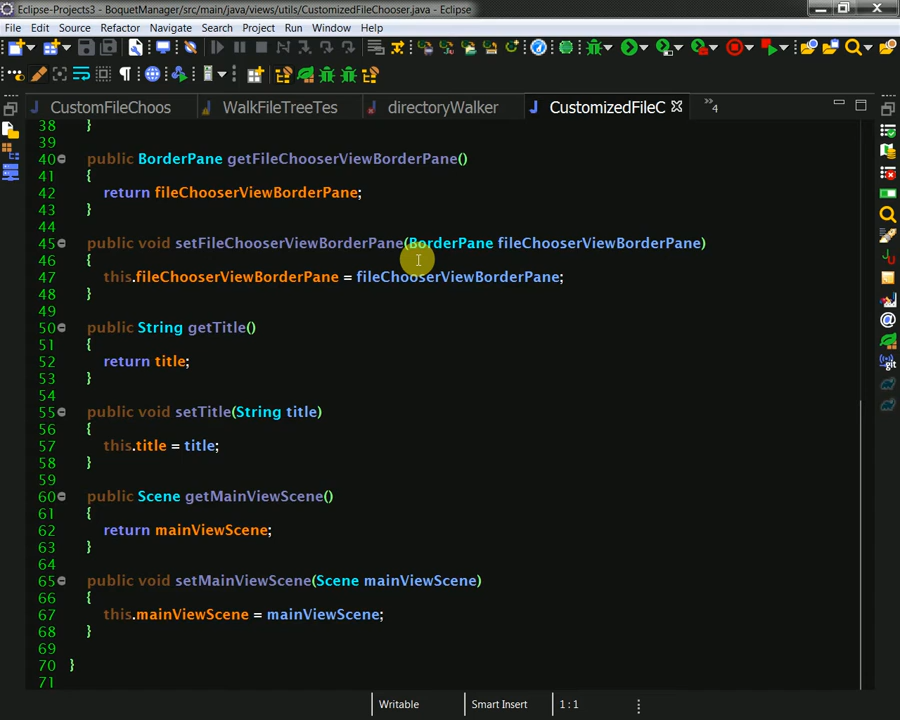 Eclipse-Projects3 - BoquetManager/src/main/java/views/utils/CustomizedFileChooser.java - Eclipse
File Edit Source Refactor Navigate Search Project Run Window Help
CustomFileChoos WalkFileTreeTes directoryWalker CustomizedFileC »4
38 }
39
40 public BorderPane getFileChooserViewBorderPane()
41 {
42 return fileChooserViewBorderPane;
43 }
44
45 public void setFileChooserViewBorderPane(BorderPane fileChooserViewBorderPane)
46 {
47 this.fileChooserViewBorderPane = fileChooserViewBorderPane;
48 }
49
50 public String getTitle()
51 {
52 return title;
53 }
54
55 public void setTitle(String title)
56 {
57 this.title = title;
58 }
59
60 public Scene getMainViewScene()
61 {
62 return mainViewScene;
63 }
64
65 public void setMainViewScene(Scene mainViewScene)
66 {
67 this.mainViewScene = mainViewScene;
68 }
69
70 }
71
Writable Smart Insert 1 : 1